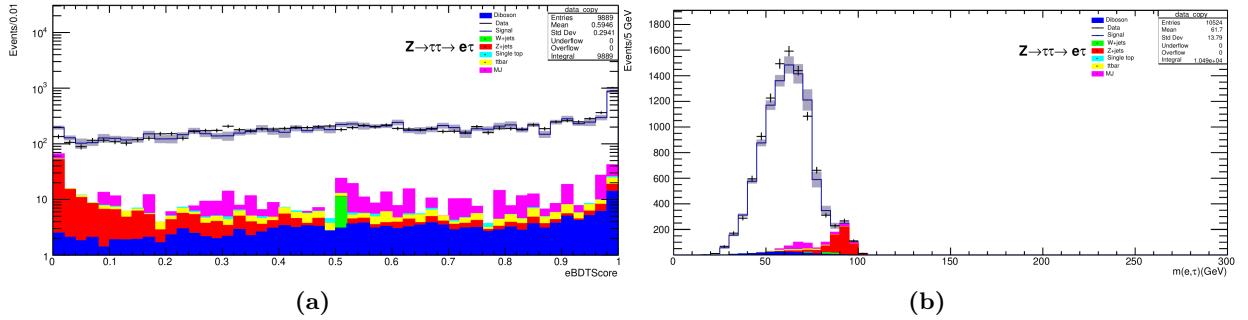 Events/0.01
10⁴
10³
10²
10
1
0 0.1 0.2 0.3 0.4 0.5 0.6 0.7 0.8 0.9 1
eBDTScore
Z→ττ→ eτ
Diboson
Data
Signal
W+jets
Z+jets
Single top
ttbar
MJ
data_copy
Entries 9889
Mean 0.5946
Std Dev 0.2941
Underflow 0
Overflow 0
Integral 9889
(a)
Events/5 GeV
1800
1600
1400
1200
1000
800
600
400
200
0
0 50 100 150 200 250 300
m(e,τ)(GeV)
Z→ττ→ eτ
Diboson
Data
Signal
W+jets
Z+jets
Single top
ttbar
MJ
data_copy
Entries 10524
Mean 61.7
Std Dev 13.79
Underflow 0
Overflow 0
Integral 1.049e+04
(b)